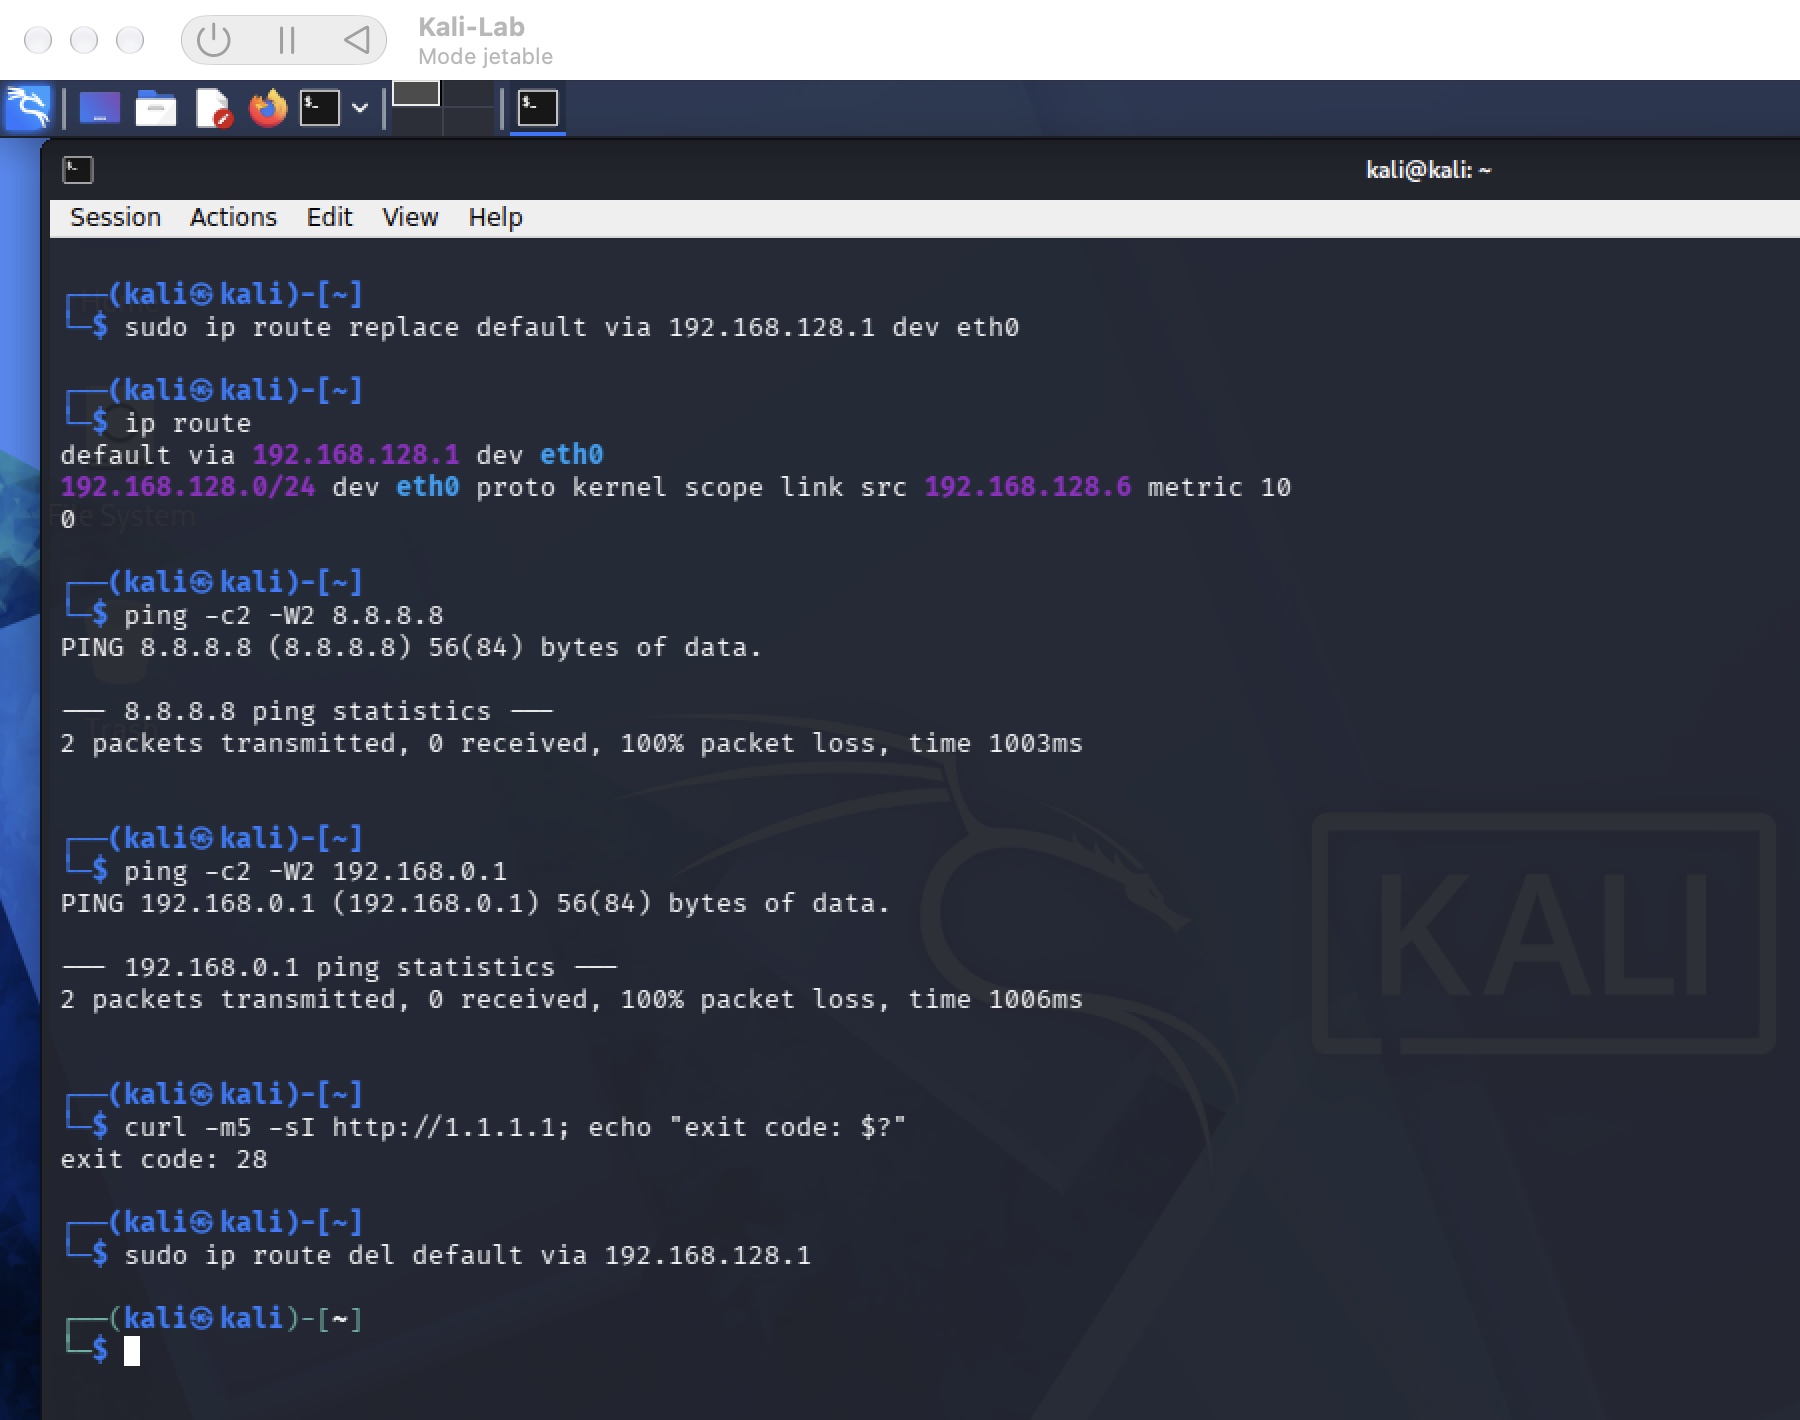 Kali-Lab
Mode jetable
kali@kali: ~
Session Actions Edit View Help
┌──(kali㉿kali)-[~]
└─$ sudo ip route replace default via 192.168.128.1 dev eth0
┌──(kali㉿kali)-[~]
└─$ ip route
default via 192.168.128.1 dev eth0
192.168.128.0/24 dev eth0 proto kernel scope link src 192.168.128.6 metric 10
0
File System
┌──(kali㉿kali)-[~]
└─$ ping -c2 -W2 8.8.8.8
PING 8.8.8.8 (8.8.8.8) 56(84) bytes of data.
--- 8.8.8.8 ping statistics ---
Trash
2 packets transmitted, 0 received, 100% packet loss, time 1003ms
┌──(kali㉿kali)-[~]
└─$ ping -c2 -W2 192.168.0.1
PING 192.168.0.1 (192.168.0.1) 56(84) bytes of data.
--- 192.168.0.1 ping statistics ---
2 packets transmitted, 0 received, 100% packet loss, time 1006ms
KALI
┌──(kali㉿kali)-[~]
└─$ curl -m5 -sI http://1.1.1.1; echo "exit code: $?"
exit code: 28
┌──(kali㉿kali)-[~]
└─$ sudo ip route del default via 192.168.128.1
┌──(kali㉿kali)-[~]
└─$